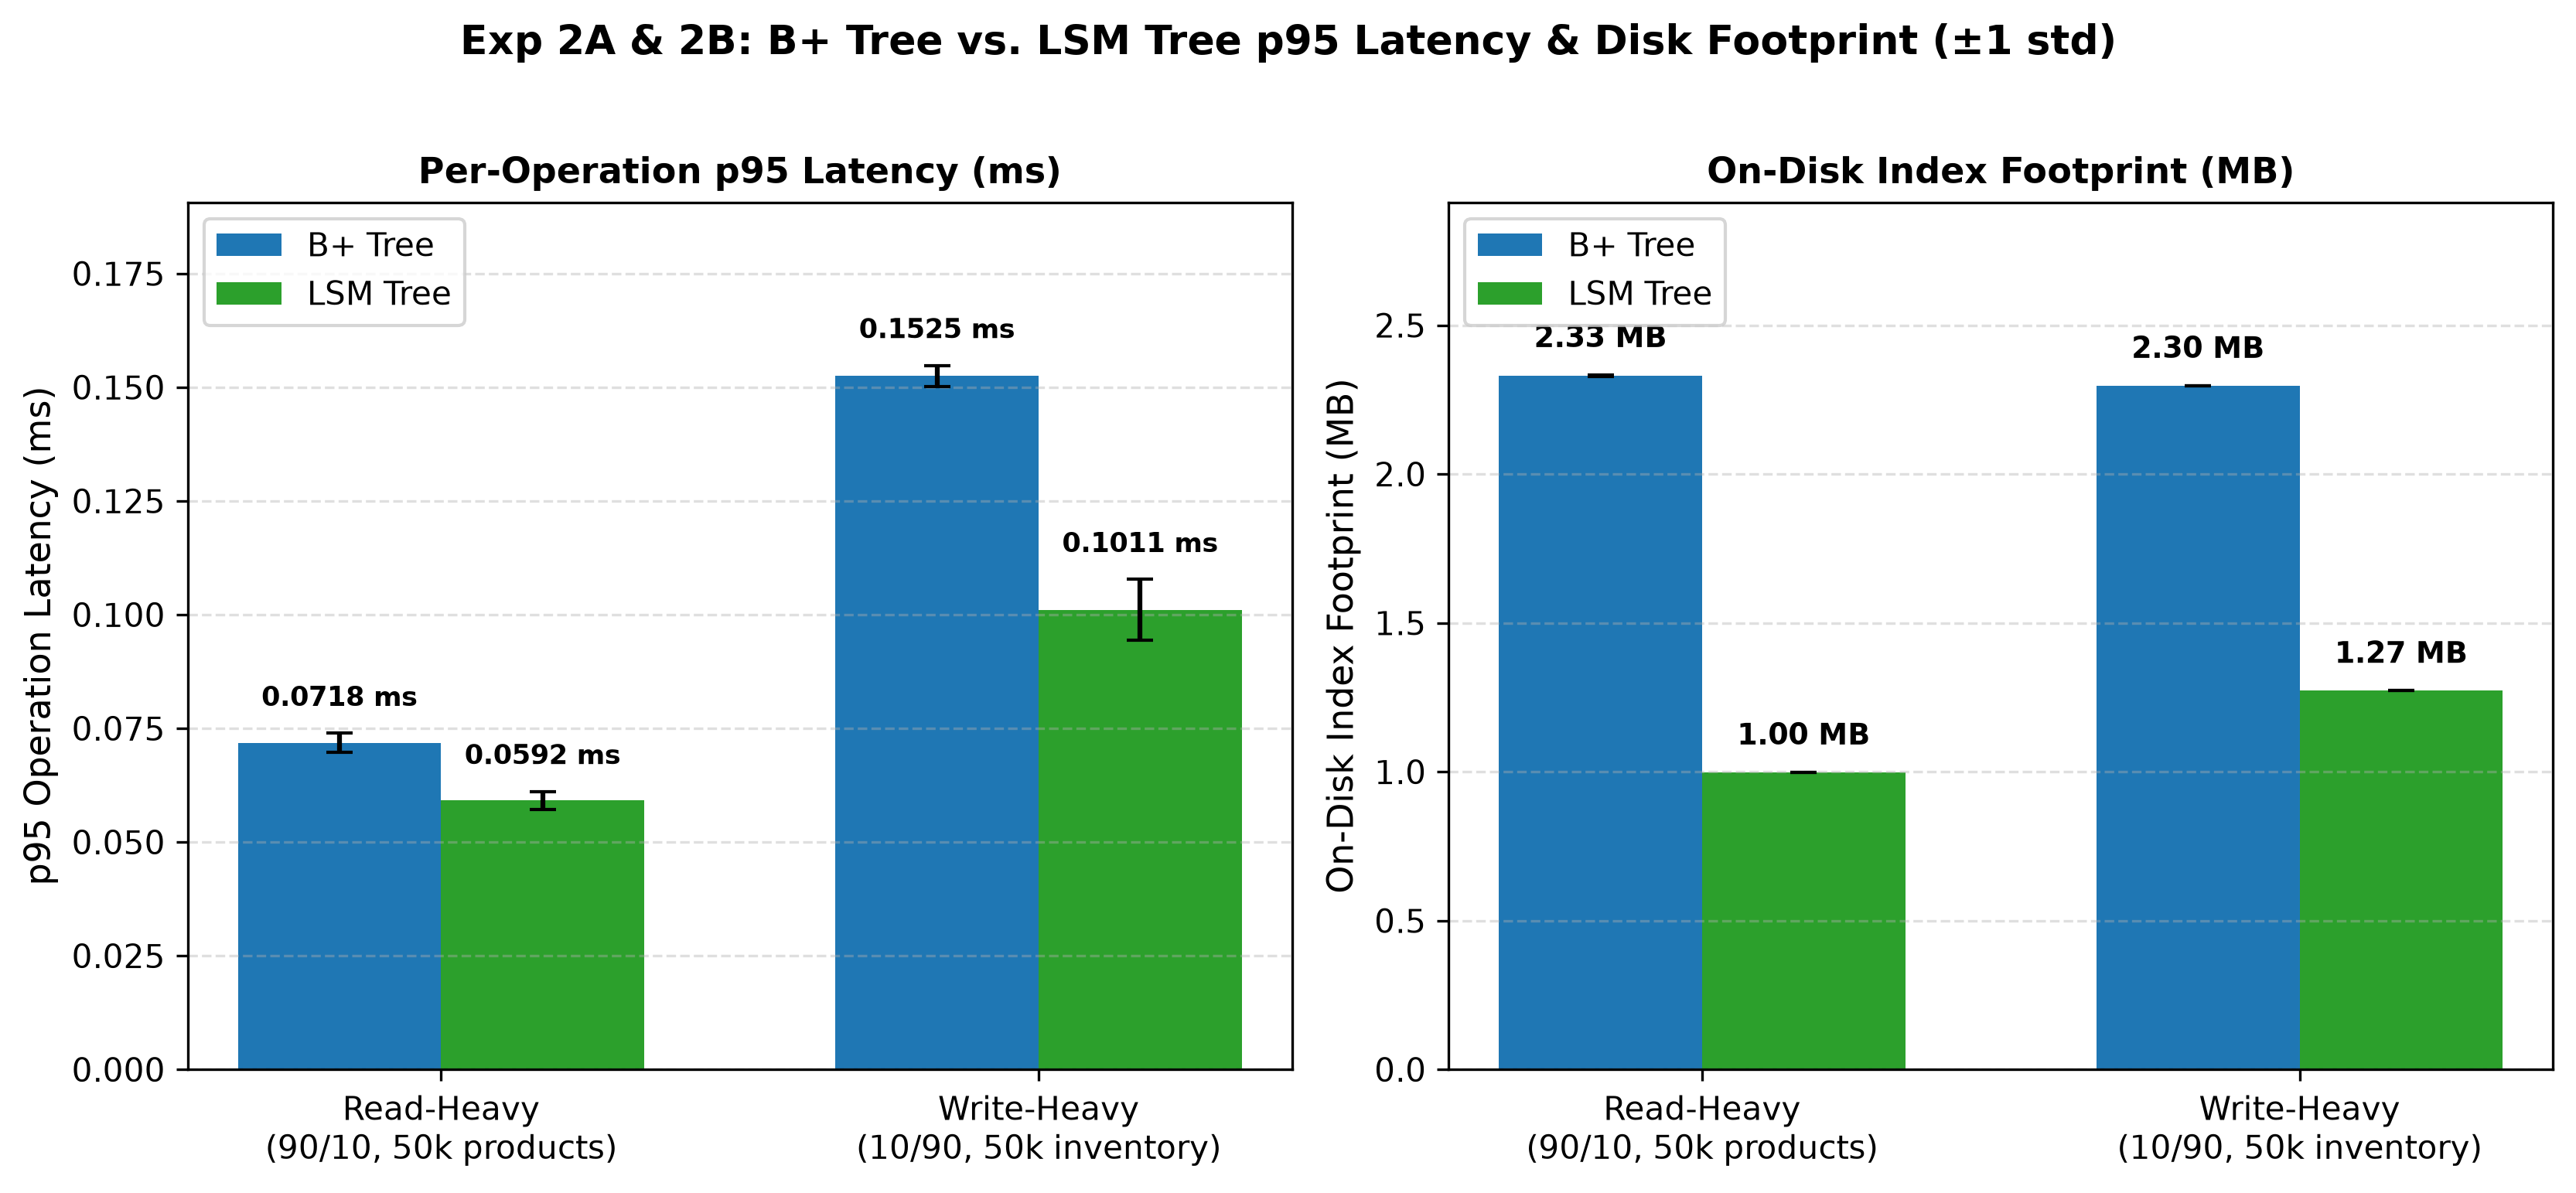 Exp 2A & 2B: B+ Tree vs. LSM Tree p95 Latency & Disk Footprint (±1 std)
Per-Operation p95 Latency (ms)
p95 Operation Latency (ms)
0.175
0.150
0.125
0.100
0.075
0.050
0.025
0.000
B+ Tree
LSM Tree
0.0718 ms
0.0592 ms
0.1525 ms
0.1011 ms
Read-Heavy
(90/10, 50k products)
Write-Heavy
(10/90, 50k inventory)
On-Disk Index Footprint (MB)
On-Disk Index Footprint (MB)
2.5
2.0
1.5
1.0
0.5
0.0
B+ Tree
LSM Tree
2.33 MB
1.00 MB
2.30 MB
1.27 MB
Read-Heavy
(90/10, 50k products)
Write-Heavy
(10/90, 50k inventory)